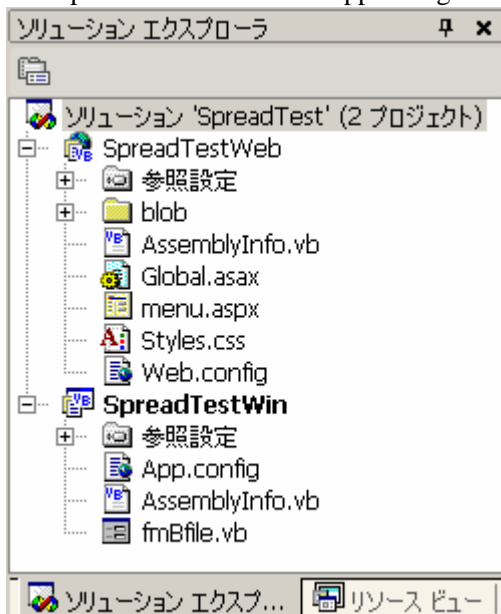 ソリューション エクスプローラ
ソリューション 'SpreadTest' (2 プロジェクト)
SpreadTestWeb
参照設定
blob
AssemblyInfo.vb
Global.asax
menu.aspx
Styles.css
Web.config
SpreadTestWin
参照設定
App.config
AssemblyInfo.vb
fmBfile.vb
ソリューション エクスプ... リソース ビュー